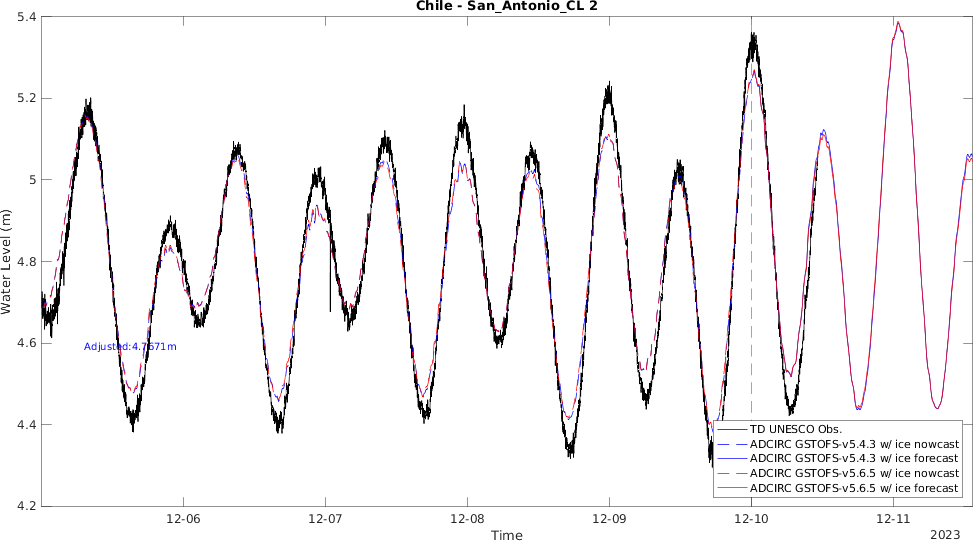 Chile - San_Antonio_CL 2
5.4
5.2
5
4.8
4.6
4.4
4.2
Water Level (m)
Adjusted:4.7671m
TD UNESCO Obs.
ADCIRC GSTOFS-v5.4.3 w/ ice nowcast
ADCIRC GSTOFS-v5.4.3 w/ ice forecast
ADCIRC GSTOFS-v5.6.5 w/ ice nowcast
ADCIRC GSTOFS-v5.6.5 w/ ice forecast
12-06
12-07
12-08
12-09
12-10
12-11
Time
2023